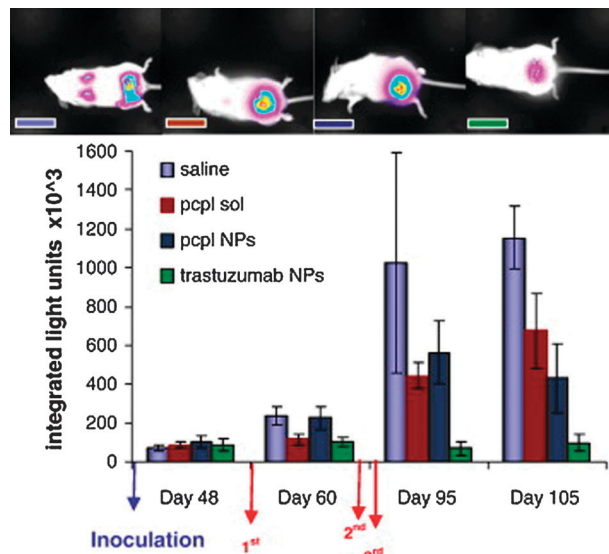 integrated light units x10^3
1600
1400
1200
1000
800
600
400
200
0
saline
pcpl sol
pcpl NPs
trastuzumab NPs
Day 48
Day 60
Day 95
Day 105
Inoculation
1st
2nd